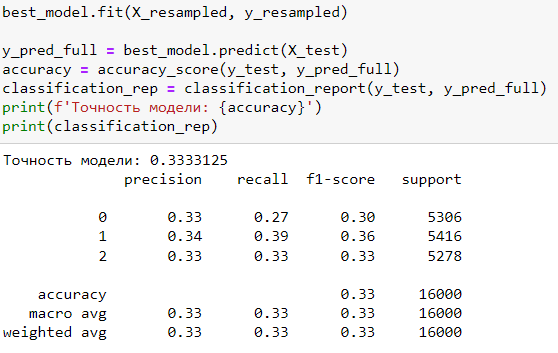 best_model.fit(X_resampled, y_resampled)
y_pred_full = best_model.predict(X_test)
accuracy = accuracy_score(y_test, y_pred_full)
classification_rep = classification_report(y_test, y_pred_full)
print(f'Точность модели: {accuracy}')
print(classification_rep)
Точность модели: 0.3333125
precision recall f1-score support
0 0.33 0.27 0.30 5306
1 0.34 0.39 0.36 5416
2 0.33 0.33 0.33 5278
accuracy 0.33 16000
macro avg 0.33 0.33 0.33 16000
weighted avg 0.33 0.33 0.33 16000